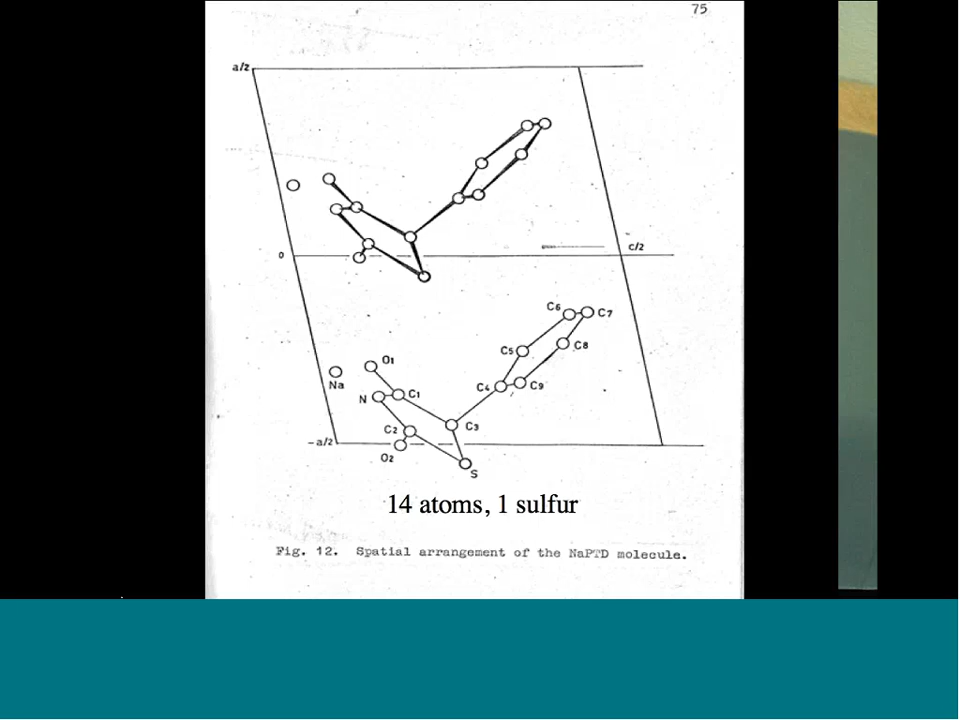 75
a/2
0
c/2
C6
C7
C5
C8
O1
Na
C4
C9
N
C1
C2
C3
-a/2
O2
S
14 atoms, 1 sulfur
Fig. 12. Spatial arrangement of the NaPTD molecule.